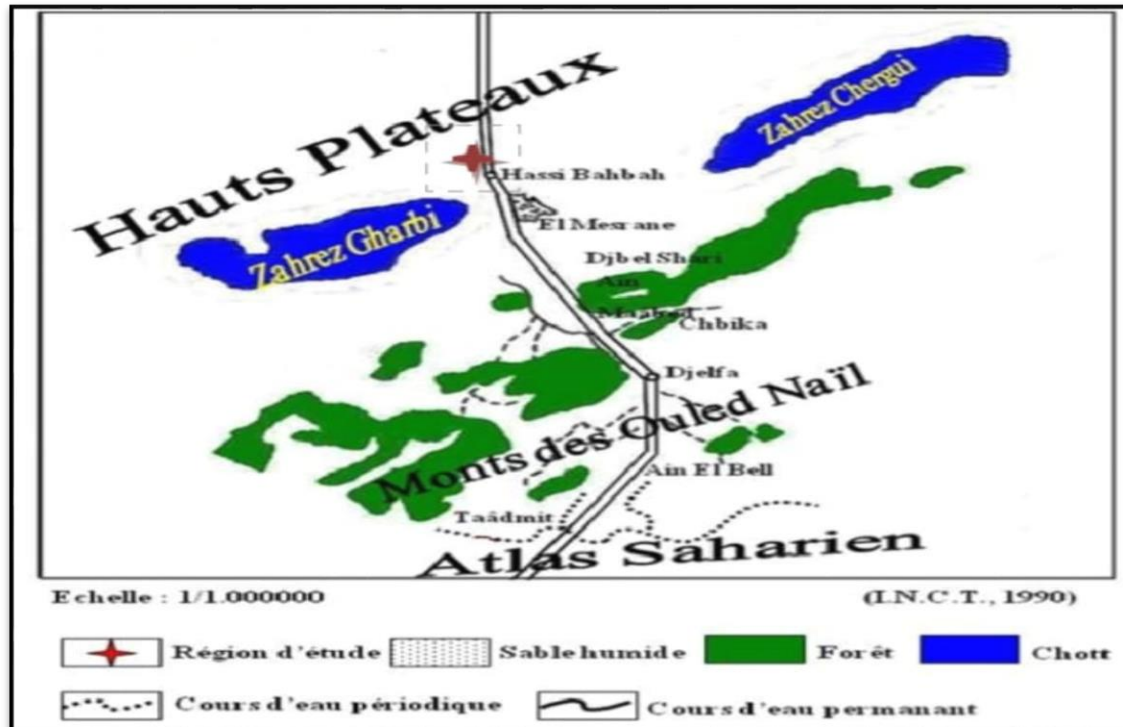 Hauts Plateaux
Zahrez Chergui
Hassi Bahbah
Zahrez Gharbi
El Mesrane
Djbel Shari
Ain
Maabed
Chbika
Djelfa
Monts des Ouled Naïl
Ain El Bell
Taâdmit
Atlas Saharien
Echelle : 1/1.000000
(I.N.C.T., 1990)
Région d'étude
Sable humide
Forêt
Chott
Cours d'eau périodique
Cours d'eau permanant